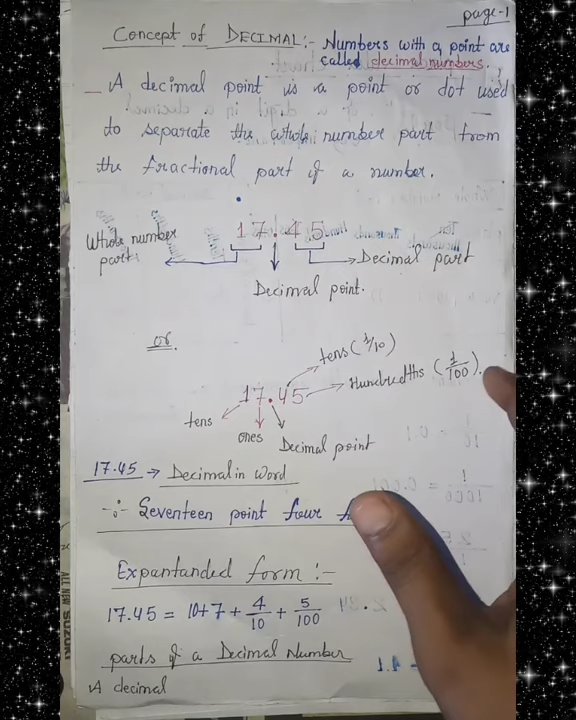 page-1
Concept of DECIMAL:- Numbers with a point are
called decimal numbers.
A decimal point is a point or dot used
to separate the whole number part from
the fractional part of a number.
17.45
Whole number
part
Decimal part
Decimal point.
or
tens (1/10)
Hundredths (1/100).
17.45
tens
ones
Decimal point
17.45 → Decimal in Word
Seventeen point four
Expantanded form :-
17.45 = 10+7+ 4/10 + 5/100
parts of a Decimal Number
A decimal
ALL NEW SUZUKI